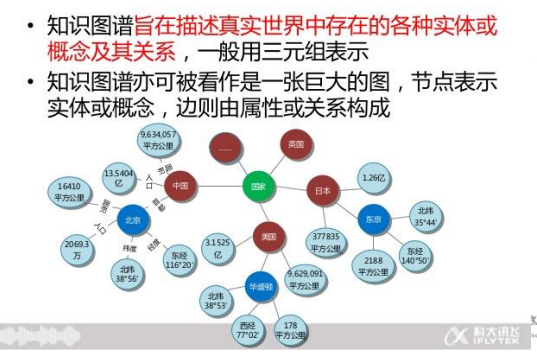 • 知识图谱旨在描述真实世界中存在的各种实体或
概念及其关系，一般用三元组表示
• 知识图谱亦可被看作是一张巨大的图，节点表示
实体或概念，边则由属性或关系构成
9,634,057
平方公里
……
英国
13.5404
亿
人口
面积
中国
国家
日本
1.26亿
16410
平方公里
面积
首都
北京
东京
北纬
35°44'
人口
2069.3
万
纬度
经度
北纬
38°56'
东经
116°20'
3.1525
亿
美国
377835
平方公里
2188
平方公里
东经
140°50'
9,629,091
平方公里
华盛顿
北纬
38°53'
西经
77°02'
178
平方公里
科大讯飞
iFLYTEK